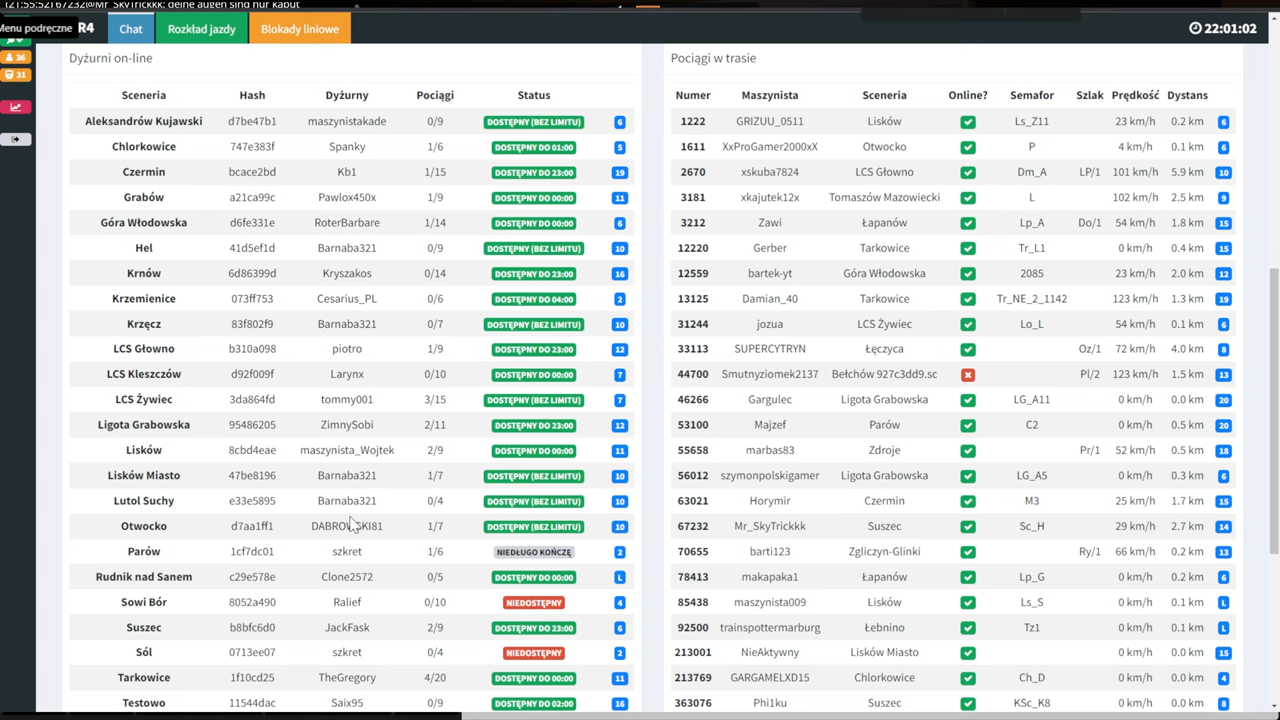 (21:55:52) 67232@Mr_SkyTrickkk: deine augen sind nur kaputt
Menu podręczne
R4
Chat
Rozkład jazdy
Blokady liniowe
22:01:02
36
31
Dyżurni on-line
Sceneria Hash Dyżurny Pociągi Status
Aleksandrów Kujawski d7be47b1 maszynistakade 0/9 DOSTĘPNY (BEZ LIMITU) 6
Chlorkowice 747e383f Spanky 1/6 DOSTĘPNY DO 01:00 5
Czermin bcace2bd Kb1 1/15 DOSTĘPNY DO 23:00 19
Grabów a21ca99c Pawlox450x 1/9 DOSTĘPNY DO 00:00 11
Góra Włodowska d6fe331e RoterBarbare 1/14 DOSTĘPNY DO 00:00 6
Hel 41d5ef1d Barnaba321 0/9 DOSTĘPNY (BEZ LIMITU) 10
Krnów 6d86399d Kryszakos 0/14 DOSTĘPNY DO 23:00 16
Krzemienice 073ff753 Cesarius_PL 0/6 DOSTĘPNY DO 04:00 2
Krzęcz 83f802f9 Barnaba321 0/7 DOSTĘPNY (BEZ LIMITU) 10
LCS Głowno b310a098 piotro 1/9 DOSTĘPNY DO 23:00 12
LCS Kleszczów d92f009f Larynx 0/10 DOSTĘPNY DO 00:00 7
LCS Żywiec 3da864fd tommy001 3/15 DOSTĘPNY (BEZ LIMITU) 7
Ligota Grabowska 95486205 ZimnySobi 2/11 DOSTĘPNY DO 23:00 12
Lisków 8cbd4eae maszynista_Wojtek 2/9 DOSTĘPNY DO 00:00 11
Lisków Miasto 47be8196 Barnaba321 1/7 DOSTĘPNY (BEZ LIMITU) 10
Lutol Suchy e33e5895 Barnaba321 0/4 DOSTĘPNY (BEZ LIMITU) 10
Otwocko d7aa1ff1 DABROWSKI81 1/7 DOSTĘPNY (BEZ LIMITU) 10
Parów 1cf7dc01 szkret 1/6 NIEDŁUGO KOŃCZĘ 2
Rudnik nad Sanem c29e578e Clone2572 0/5 DOSTĘPNY DO 00:00 L
Sowi Bór 8052a490 Ralief 0/10 NIEDOSTĘPNY 4
Suszec b8bfc6d0 JackFask 2/9 DOSTĘPNY DO 23:00 6
Sól 0713ee07 szkret 0/4 NIEDOSTĘPNY 2
Tarkowice 1f10cd25 TheGregory 4/20 DOSTĘPNY DO 00:00 11
Testowo 11544dac Saix95 0/2 DOSTĘPNY DO 02:00 16
Pociągi w trasie
Numer Maszynista Sceneria Online? Semafor Szlak Prędkość Dystans
1222 GRIZUU_0511 Lisków Ls_Z11 23 km/h 0.2 km 6
1611 XxProGamer2000xX Otwocko P 4 km/h 0.1 km 6
2670 xskuba7824 LCS Głowno Dm_A LP/1 101 km/h 5.9 km 10
3181 xkajutek12x Tomaszów Mazowiecki L 102 km/h 2.5 km 9
3212 Zawi Łapanów Lp_A Do/1 54 km/h 1.8 km 15
12220 Gerber Tarkowice Tr_L1 0 km/h 0.4 km 15
12559 bartek-yt Góra Włodowska 2085 23 km/h 2.0 km 12
13125 Damian_40 Tarkowice Tr_NE_2_1142 123 km/h 1.3 km 19
31244 jozua LCS Żywiec Lo_L 54 km/h 0.1 km 6
33113 SUPERCYTRYN Łęczyca Oz/1 72 km/h 4.0 km 8
44700 Smutnyziomek2137 Bełchów 927c3dd9.sc Pl/2 123 km/h 1.5 km 13
46266 Gargulec Ligota Grabowska LG_A11 0 km/h 0.0 km 20
53100 Majzef Parów C2 0 km/h 0.5 km 20
55658 marbas83 Zdroje Pr/1 52 km/h 0.5 km 18
56012 szymonpolskigamer Ligota Grabowska LG_A5 0 km/h 0.3 km 6
63021 Horymir Czermin M3 25 km/h 1.7 km 15
67232 Mr_SkyTrickkk Suszec Sc_H 29 km/h 2.7 km 14
70655 barti123 Zgliczyn-Glinki Ry/1 66 km/h 0.2 km 13
78413 makapaka1 Łapanów Lp_G 0 km/h 0.2 km 6
85438 maszynista009 Lisków Ls_S 0 km/h 0.1 km L
92500 trainspottermarburg Łebnino Tz1 0 km/h 0.1 km L
213001 NieAktywny Lisków Miasto 0 km/h 0.0 km 15
213769 GARGAMELXD15 Chlorkowice Ch_D 0 km/h 0.0 km 4
363076 Phi1ku Suszec KSc_K8 0 km/h 0.0 km 8